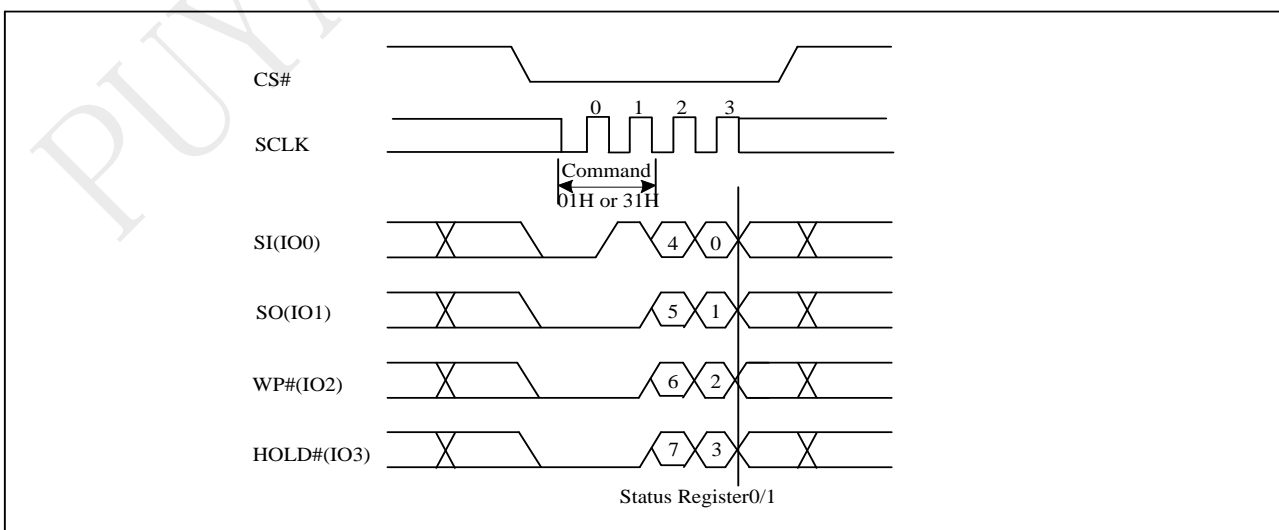 PUYA
CS#
0 1 2 3
SCLK
Command
01H or 31H
SI(IO0)
4 0
SO(IO1)
5 1
WP#(IO2)
6 2
HOLD#(IO3)
7 3
Status Register0/1